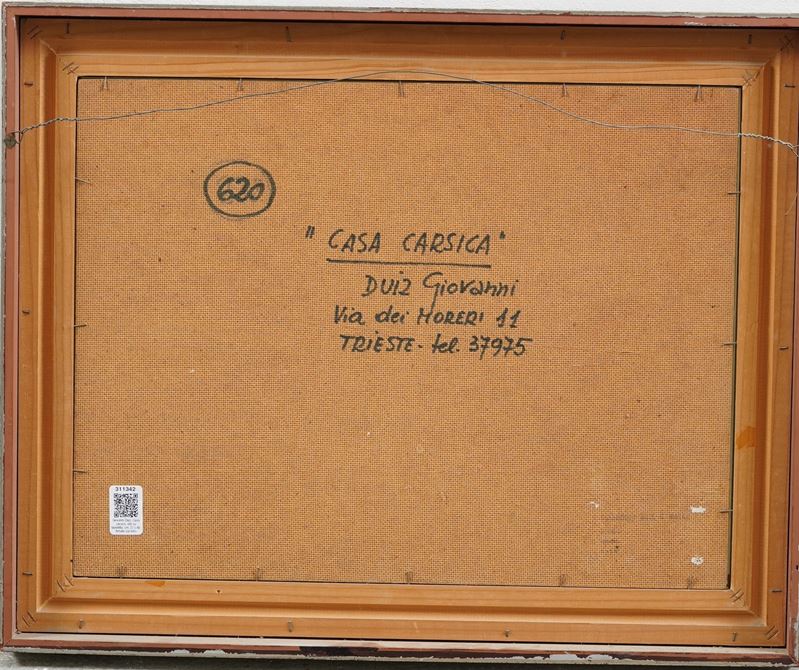 620
" CASA CARSICA "
DUIZ Giovanni
Via dei MORERI 11
TRIESTE - tel. 37975
311342